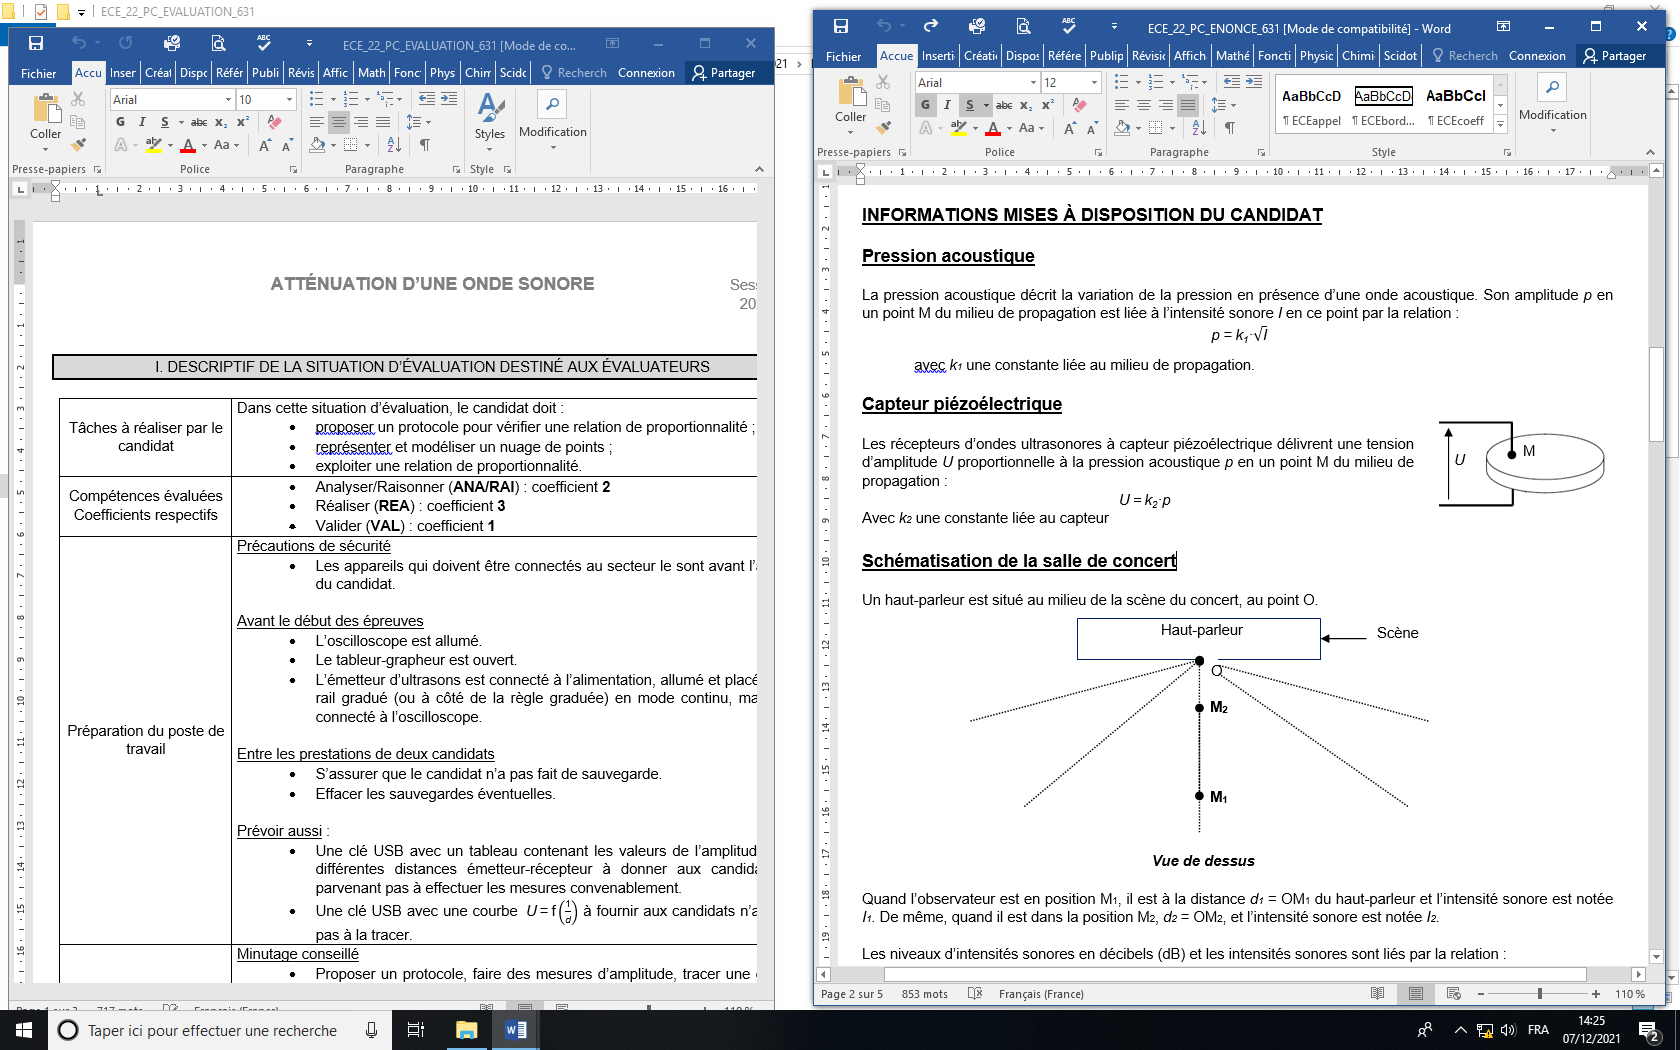 ECE_22_PC_EVALUATION_631
ECE_22_PC_EVALUATION_631 [Mode de co...
Fichier Accu Inser Créal Dispc Référ Publi Révis Affic Math Fonc Phys Chim Scido Recherch Connexion Partager
Coller
Arial 10
G I S abc x₂ x²
A ab A Aa A A
Styles
Modification
Presse-papiers Police Paragraphe Style
ATTÉNUATION D'UNE ONDE SONORE
Sess
20
I. DESCRIPTIF DE LA SITUATION D'ÉVALUATION DESTINÉ AUX ÉVALUATEURS
Tâches à réaliser par le
candidat
Dans cette situation d'évaluation, le candidat doit :
• proposer un protocole pour vérifier une relation de proportionnalité ;
• représenter et modéliser un nuage de points ;
• exploiter une relation de proportionnalité.
Compétences évaluées
Coefficients respectifs
• Analyser/Raisonner (ANA/RAI) : coefficient 2
• Réaliser (REA) : coefficient 3
• Valider (VAL) : coefficient 1
Préparation du poste de
travail
Précautions de sécurité
• Les appareils qui doivent être connectés au secteur le sont avant l'a
du candidat.
Avant le début des épreuves
• L'oscilloscope est allumé.
• Le tableur-grapheur est ouvert.
• L'émetteur d'ultrasons est connecté à l'alimentation, allumé et placé
rail gradué (ou à côté de la règle graduée) en mode continu, ma
connecté à l'oscilloscope.
Entre les prestations de deux candidats
• S'assurer que le candidat n'a pas fait de sauvegarde.
• Effacer les sauvegardes éventuelles.
Prévoir aussi :
• Une clé USB avec un tableau contenant les valeurs de l'amplitud
différentes distances émetteur-récepteur à donner aux candida
parvenant pas à effectuer les mesures convenablement.
• Une clé USB avec une courbe U = f(1/d) à fournir aux candidats n'a
pas à la tracer.
Minutage conseillé
• Proposer un protocole, faire des mesures d'amplitude, tracer une
ECE_22_PC_ENONCE_631 [Mode de compatibilité] - Word
Fichier Accue Inserti Créati Dispos Référe Publip Révisio Affich Mathé Foncti Physic Chimi Scidot Recherch Connexion Partager
Coller
Arial 12
G I S abc x₂ x²
A ab A Aa A A
AaBbCcD AaBbCcD AaBbCcI
¶ ECEappel ¶ ECEbord... ¶ ECEcoeff
Modification
Presse-papiers Police Paragraphe Style
INFORMATIONS MISES À DISPOSITION DU CANDIDAT
Pression acoustique
La pression acoustique décrit la variation de la pression en présence d'une onde acoustique. Son amplitude p en
un point M du milieu de propagation est liée à l'intensité sonore I en ce point par la relation :
p = k₁·√I
avec k₁ une constante liée au milieu de propagation.
Capteur piézoélectrique
Les récepteurs d'ondes ultrasonores à capteur piézoélectrique délivrent une tension
d'amplitude U proportionnelle à la pression acoustique p en un point M du milieu de
propagation :
U = k₂·p
Avec k₂ une constante liée au capteur
U
M
Schématisation de la salle de concert
Un haut-parleur est situé au milieu de la scène du concert, au point O.
Haut-parleur
Scène
O
M₂
M₁
Vue de dessus
Quand l'observateur est en position M₁, il est à la distance d₁ = OM₁ du haut-parleur et l'intensité sonore est notée
I₁. De même, quand il est dans la position M₂, d₂ = OM₂, et l'intensité sonore est notée I₂.
Les niveaux d'intensités sonores en décibels (dB) et les intensités sonores sont liés par la relation :
Page 2 sur 5 853 mots Français (France) 110 %
Taper ici pour effectuer une recherche
FRA
14:25
07/12/2021
2